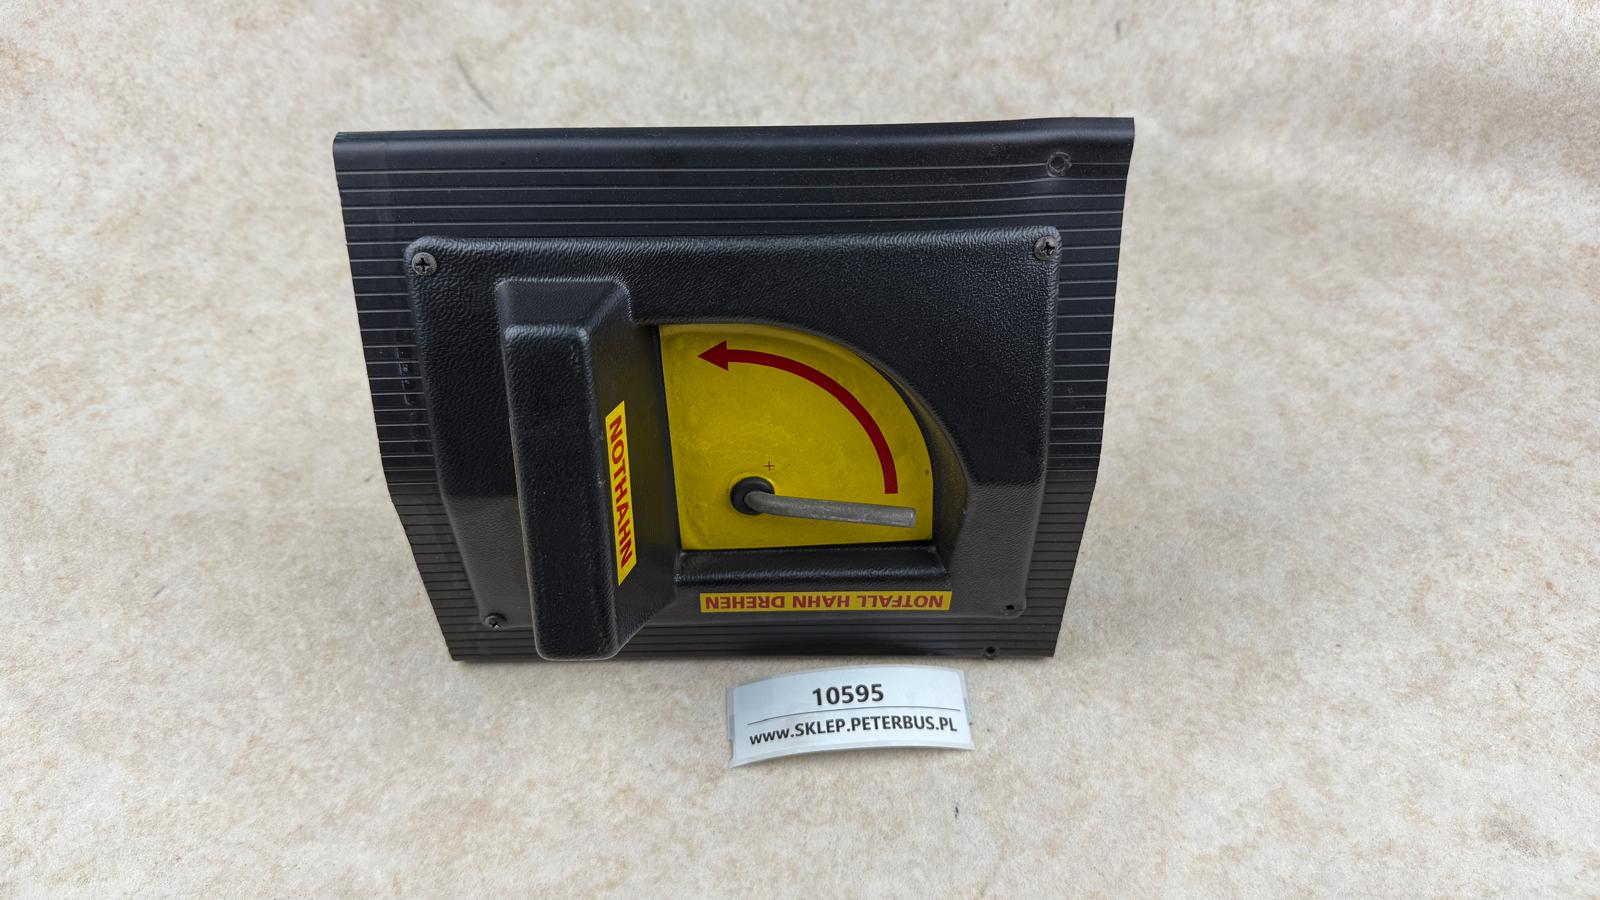 NOTHAHN
NOTFALL HAHN DREHEN
10595
www.SKLEP.PETERBUS.PL